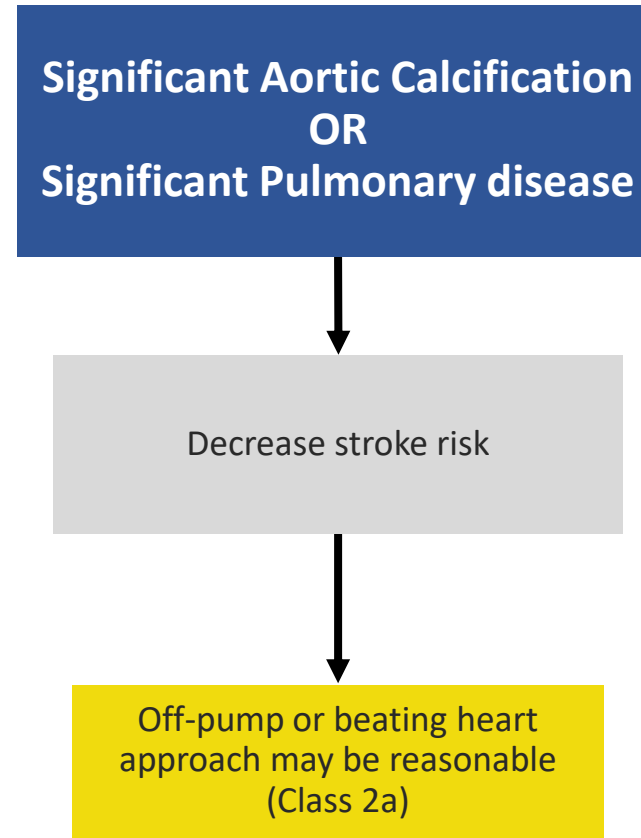 Significant Aortic Calcification
OR
Significant Pulmonary disease
Decrease stroke risk
Off-pump or beating heart
approach may be reasonable
(Class 2a)